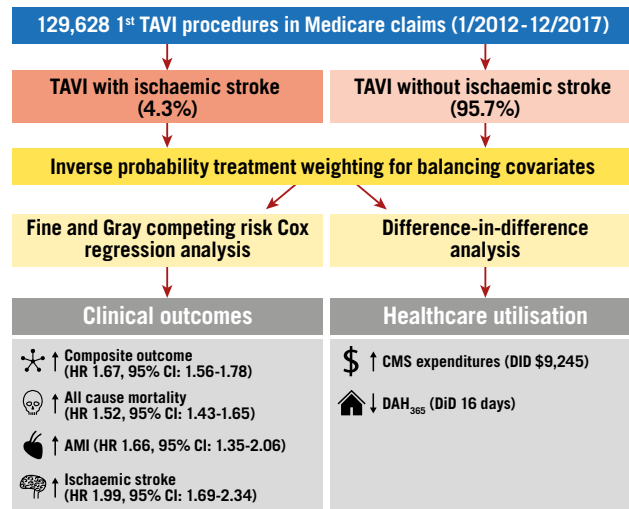 129,628 1st TAVI procedures in Medicare claims (1/2012-12/2017)
TAVI with ischaemic stroke
(4.3%)
TAVI without ischaemic stroke
(95.7%)
Inverse probability treatment weighting for balancing covariates
Fine and Gray competing risk Cox
regression analysis
Difference-in-difference
analysis
Clinical outcomes
↑ Composite outcome
(HR 1.67, 95% CI: 1.56-1.78)
↑ All cause mortality
(HR 1.52, 95% CI: 1.43-1.65)
↑ AMI (HR 1.66, 95% CI: 1.35-2.06)
↑ Ischaemic stroke
(HR 1.99, 95% CI: 1.69-2.34)
Healthcare utilisation
$ ↑ CMS expenditures (DID $9,245)
↓ DAH365 (DiD 16 days)